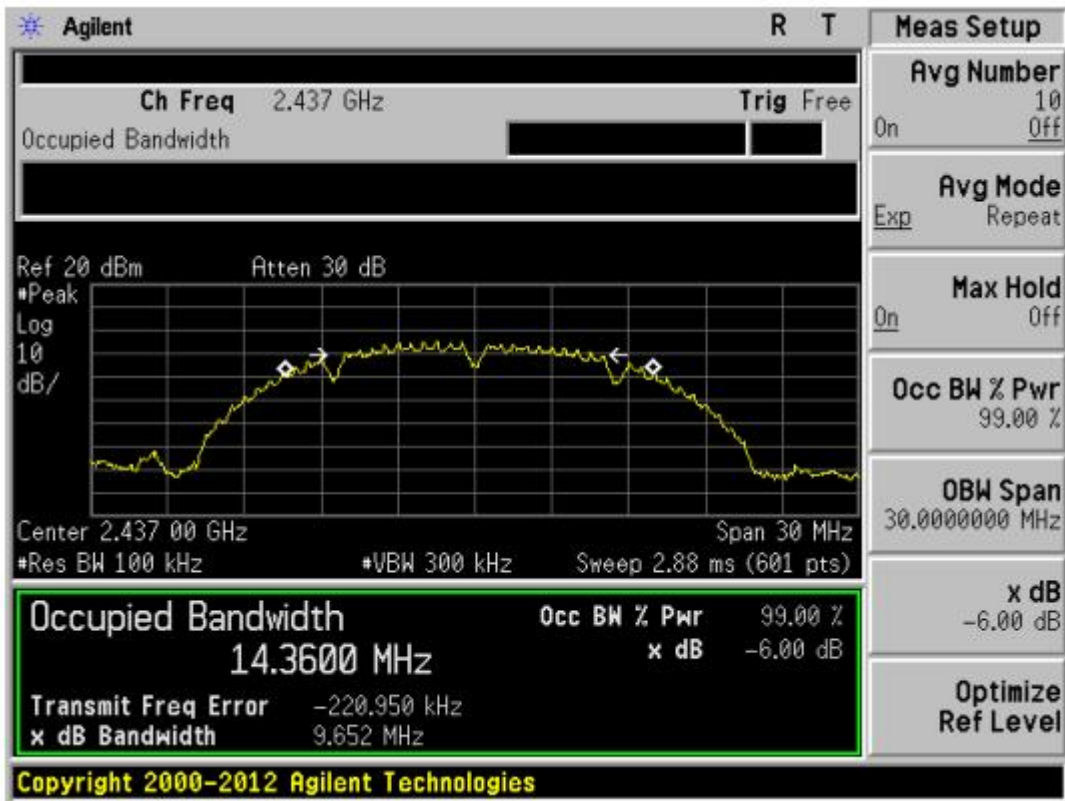 Agilent R T
Meas Setup
Ch Freq 2.437 GHz Trig Free
Occupied Bandwidth
Ref 20 dBm Atten 30 dB
#Peak
Log
10
dB/
Center 2.437 00 GHz Span 30 MHz
#Res BW 100 kHz #VBW 300 kHz Sweep 2.88 ms (601 pts)
Occupied Bandwidth
14.3600 MHz
Occ BW % Pwr 99.00 %
x dB -6.00 dB
Transmit Freq Error -220.950 kHz
x dB Bandwidth 9.652 MHz
Avg Number
10
On Off
Avg Mode
Exp Repeat
Max Hold
On Off
Occ BW % Pwr
99.00 %
OBW Span
30.0000000 MHz
x dB
-6.00 dB
Optimize
Ref Level
Copyright 2000-2012 Agilent Technologies